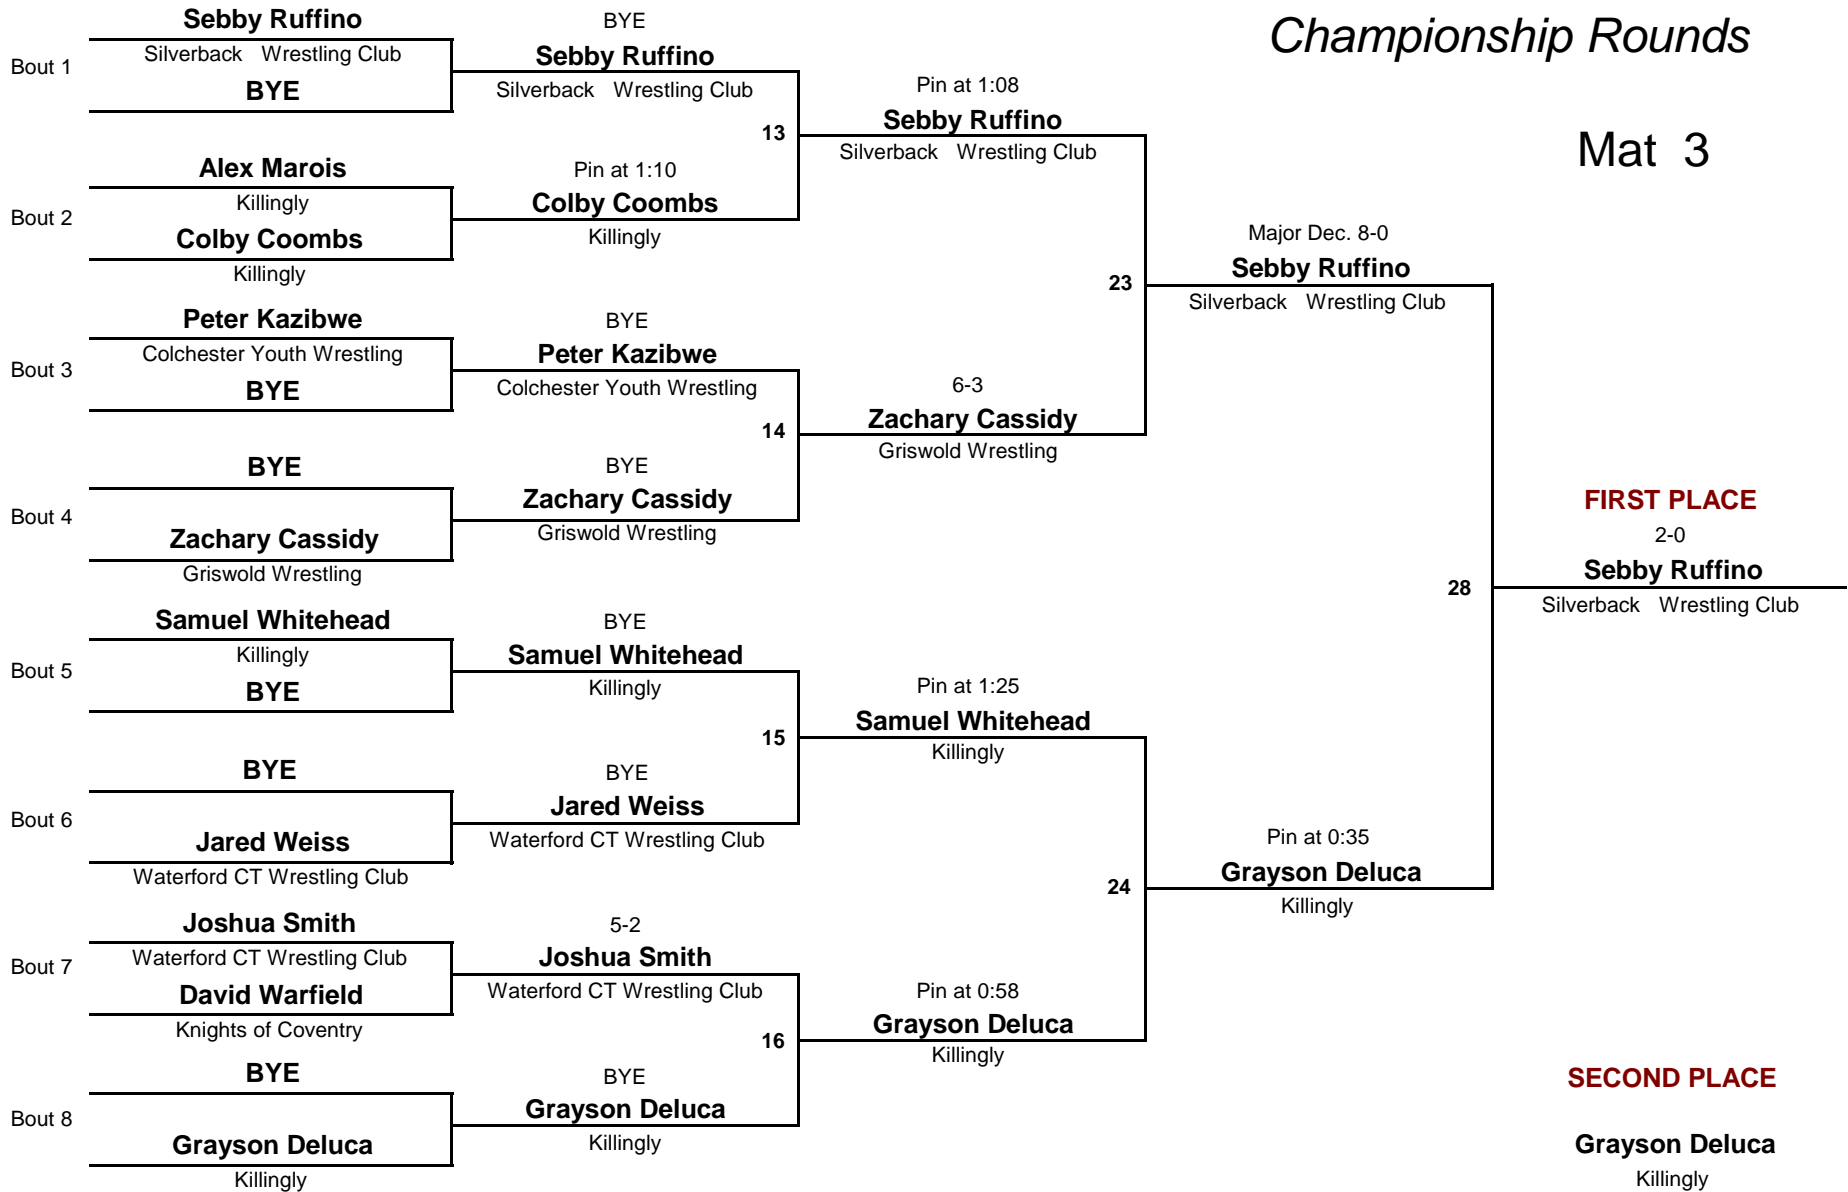 Championship Rounds
Mat 3
Bout 1
Sebby Ruffino
Silverback Wrestling Club
BYE
Bout 2
Alex Marois
Killingly
Colby Coombs
Killingly
Bout 3
Peter Kazibwe
Colchester Youth Wrestling
BYE
Bout 4
BYE
Zachary Cassidy
Griswold Wrestling
Bout 5
Samuel Whitehead
Killingly
BYE
Bout 6
BYE
Jared Weiss
Waterford CT Wrestling Club
Bout 7
Joshua Smith
Waterford CT Wrestling Club
David Warfield
Knights of Coventry
Bout 8
BYE
Grayson Deluca
Killingly
BYE
Sebby Ruffino
Silverback Wrestling Club
13
Pin at 1:10
Colby Coombs
Killingly
BYE
Peter Kazibwe
Colchester Youth Wrestling
14
BYE
Zachary Cassidy
Griswold Wrestling
BYE
Samuel Whitehead
Killingly
15
BYE
Jared Weiss
Waterford CT Wrestling Club
5-2
Joshua Smith
Waterford CT Wrestling Club
16
BYE
Grayson Deluca
Killingly
Pin at 1:08
Sebby Ruffino
Silverback Wrestling Club
23
6-3
Zachary Cassidy
Griswold Wrestling
Pin at 1:25
Samuel Whitehead
Killingly
24
Pin at 0:58
Grayson Deluca
Killingly
Major Dec. 8-0
Sebby Ruffino
Silverback Wrestling Club
28
Pin at 0:35
Grayson Deluca
Killingly
FIRST PLACE
2-0
Sebby Ruffino
Silverback Wrestling Club
SECOND PLACE
Grayson Deluca
Killingly